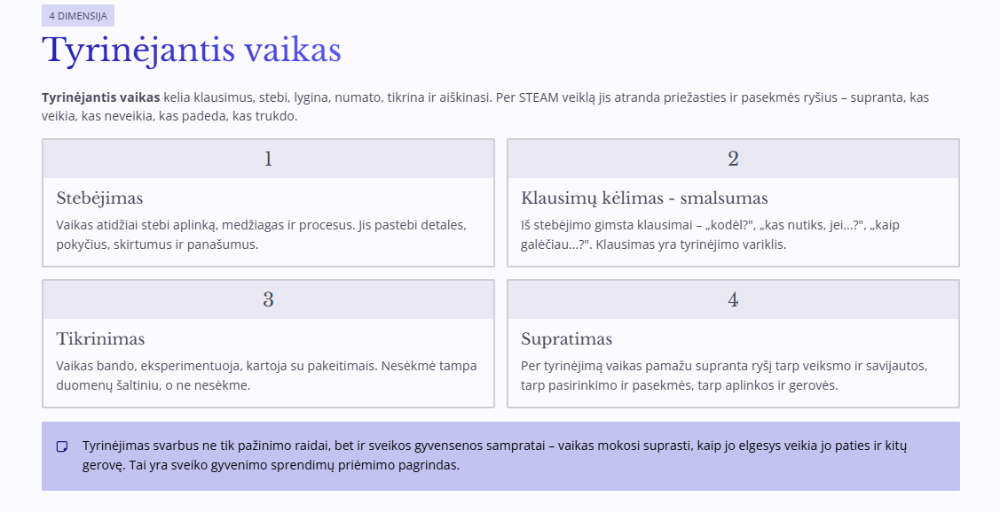 4 DIMENSIJA
Tyrinėjantis vaikas
Tyrinėjantis vaikas kelia klausimus, stebi, lygina, numato, tikrina ir aiškinasi. Per STEAM veiklą jis atranda priežasties ir pasekmės ryšius – supranta, kas
veikia, kas neveikia, kas padeda, kas trukdo.
1
Stebėjimas
Vaikas atidžiai stebi aplinką, medžiagas ir procesus. Jis pastebi detales,
pokyčius, skirtumus ir panašumus.
2
Klausimų kėlimas - smalsumas
Iš stebėjimo gimsta klausimai – „kodėl?", „kas nutiks, jei...?", „kaip
galėčiau...?". Klausimas yra tyrinėjimo variklis.
3
Tikrinimas
Vaikas bando, eksperimentuoja, kartoja su pakeitimais. Nesėkmė tampa
duomenų šaltiniu, o ne nesėkme.
4
Supratimas
Per tyrinėjimą vaikas pamažu supranta ryšį tarp veiksmo ir savijautos,
tarp pasirinkimo ir pasekmės, tarp aplinkos ir gerovės.
Tyrinėjimas svarbus ne tik pažinimo raidai, bet ir sveikos gyvensenos sampratai – vaikas mokosi suprasti, kaip jo elgesys veikia jo paties ir kitų
gerovę. Tai yra sveiko gyvenimo sprendimų priėmimo pagrindas.